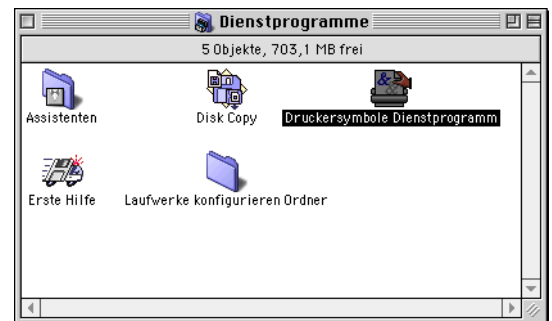 Dienstprogramme
5 Objekte, 703,1 MB frei
Assistenten
Disk Copy
Druckersymbole Dienstprogramm
Erste Hilfe
Laufwerke konfigurieren Ordner